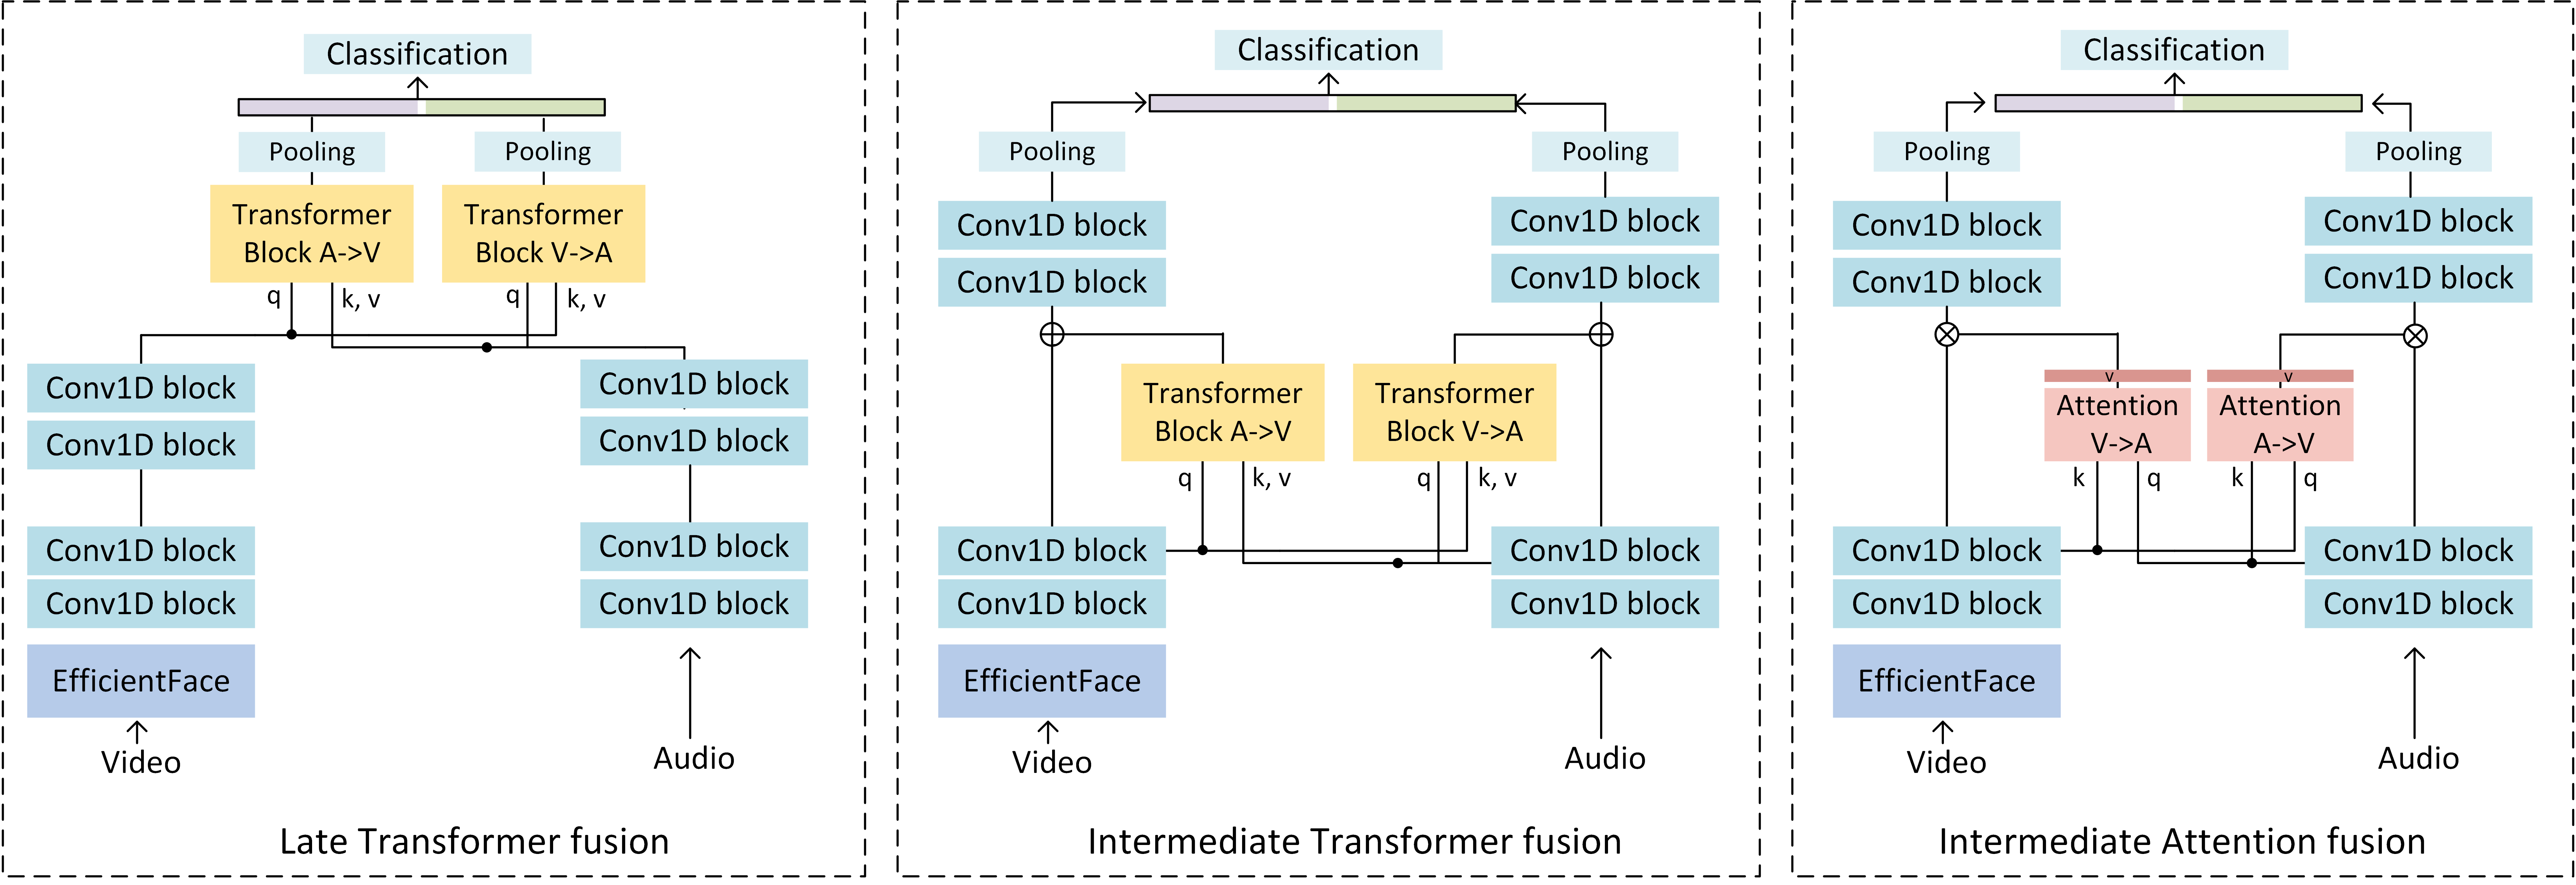 Classification
Pooling
Pooling
Transformer
Block A->V
Transformer
Block V->A
q
k, v
q
k, v
Conv1D block
Conv1D block
Conv1D block
Conv1D block
Conv1D block
Conv1D block
Conv1D block
Conv1D block
EfficientFace
Video
Audio
Late Transformer fusion
Classification
Pooling
Pooling
Conv1D block
Conv1D block
Conv1D block
Conv1D block
Transformer
Block A->V
Transformer
Block V->A
q
k, v
q
k, v
Conv1D block
Conv1D block
Conv1D block
Conv1D block
EfficientFace
Video
Audio
Intermediate Transformer fusion
Classification
Pooling
Pooling
Conv1D block
Conv1D block
Conv1D block
Conv1D block
v
v
Attention
V->A
Attention
A->V
k
q
k
q
Conv1D block
Conv1D block
Conv1D block
Conv1D block
EfficientFace
Video
Audio
Intermediate Attention fusion